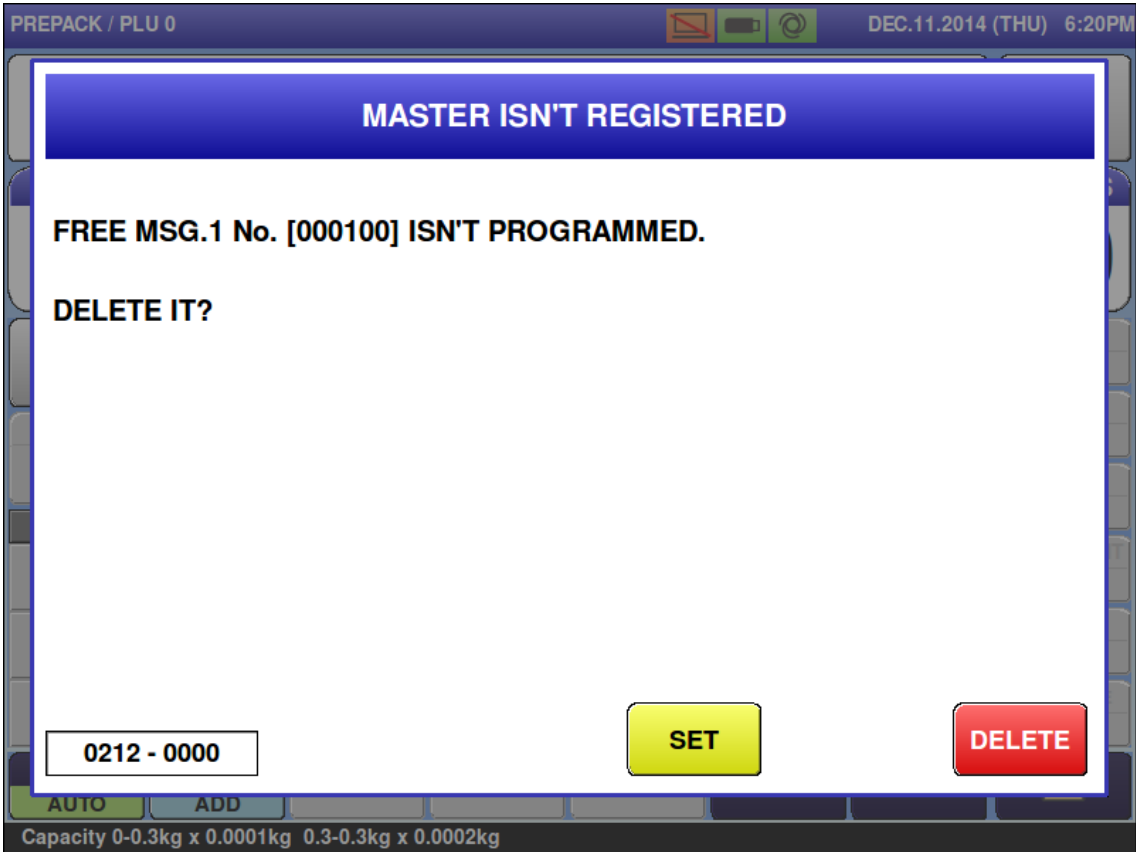 PREPACK / PLU 0
DEC.11.2014 (THU) 6:20PM
MASTER ISN'T REGISTERED
FREE MSG.1 No. [000100] ISN'T PROGRAMMED.
DELETE IT?
0212 - 0000
SET
DELETE
AUTO
ADD
Capacity 0-0.3kg x 0.0001kg 0.3-0.3kg x 0.0002kg